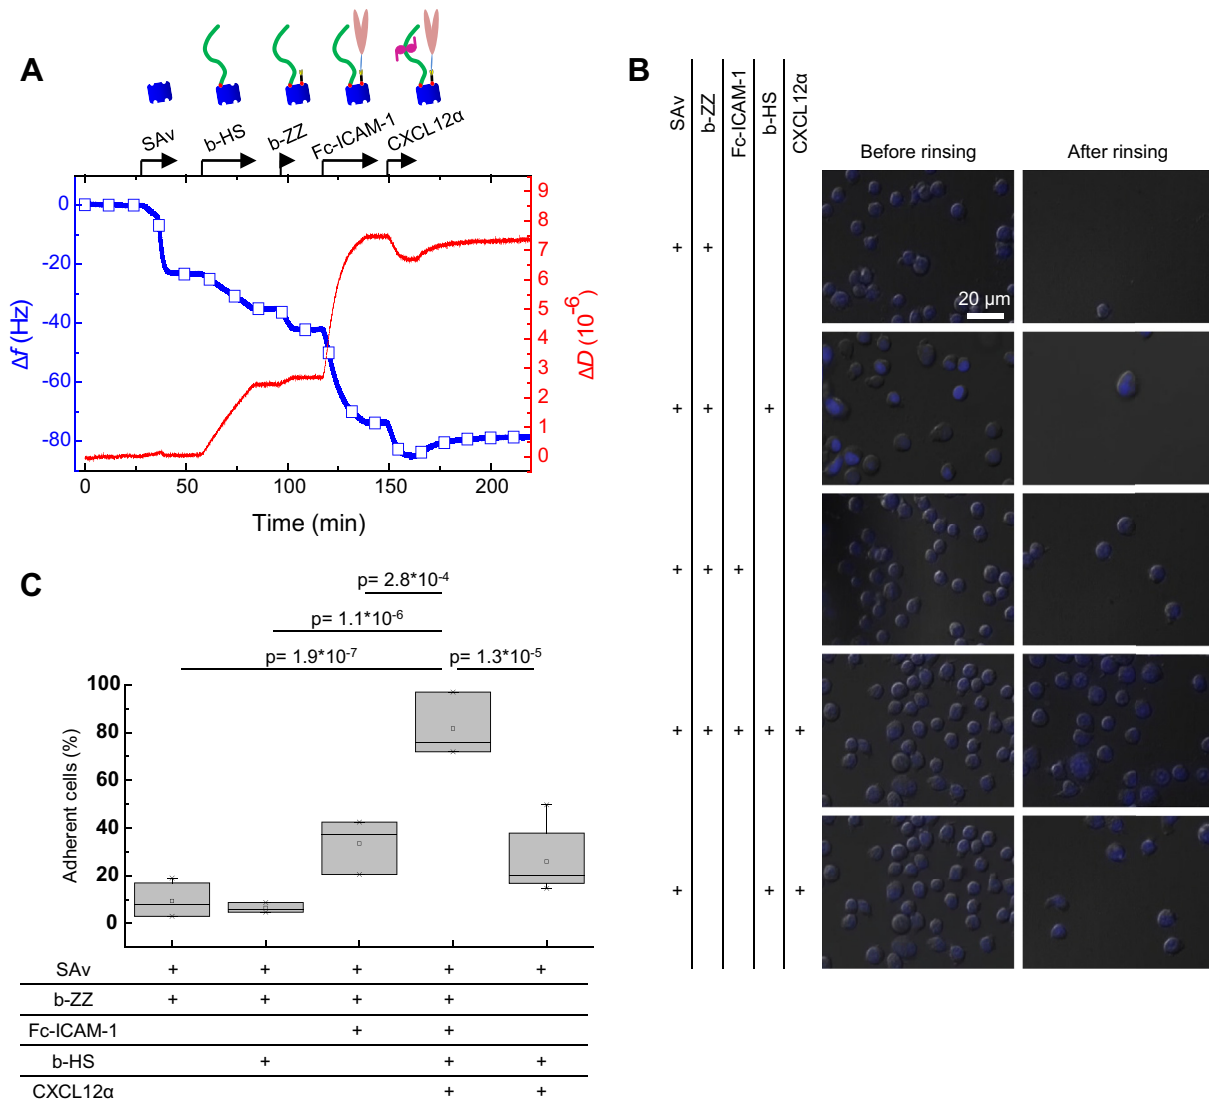 A
SAv
b-HS
b-ZZ
Fc-ICAM-1
CXCL12α
0
-20
-40
-60
-80
Δf (Hz)
9
8
7
6
5
4
3
2
1
0
ΔD (10-6)
0 50 100 150 200
Time (min)
B
SAv
b-ZZ
Fc-ICAM-1
b-HS
CXCL12α
Before rinsing After rinsing
+ +
20 µm
+ + +
+ + +
+ + + + +
+ + +
C
p= 2.8*10-4
p= 1.1*10-6
p= 1.9*10-7 p= 1.3*10-5
100
80
60
40
20
0
Adherent cells (%)
SAv + + + + +
b-ZZ + + + +
Fc-ICAM-1 + +
b-HS + + +
CXCL12α + +